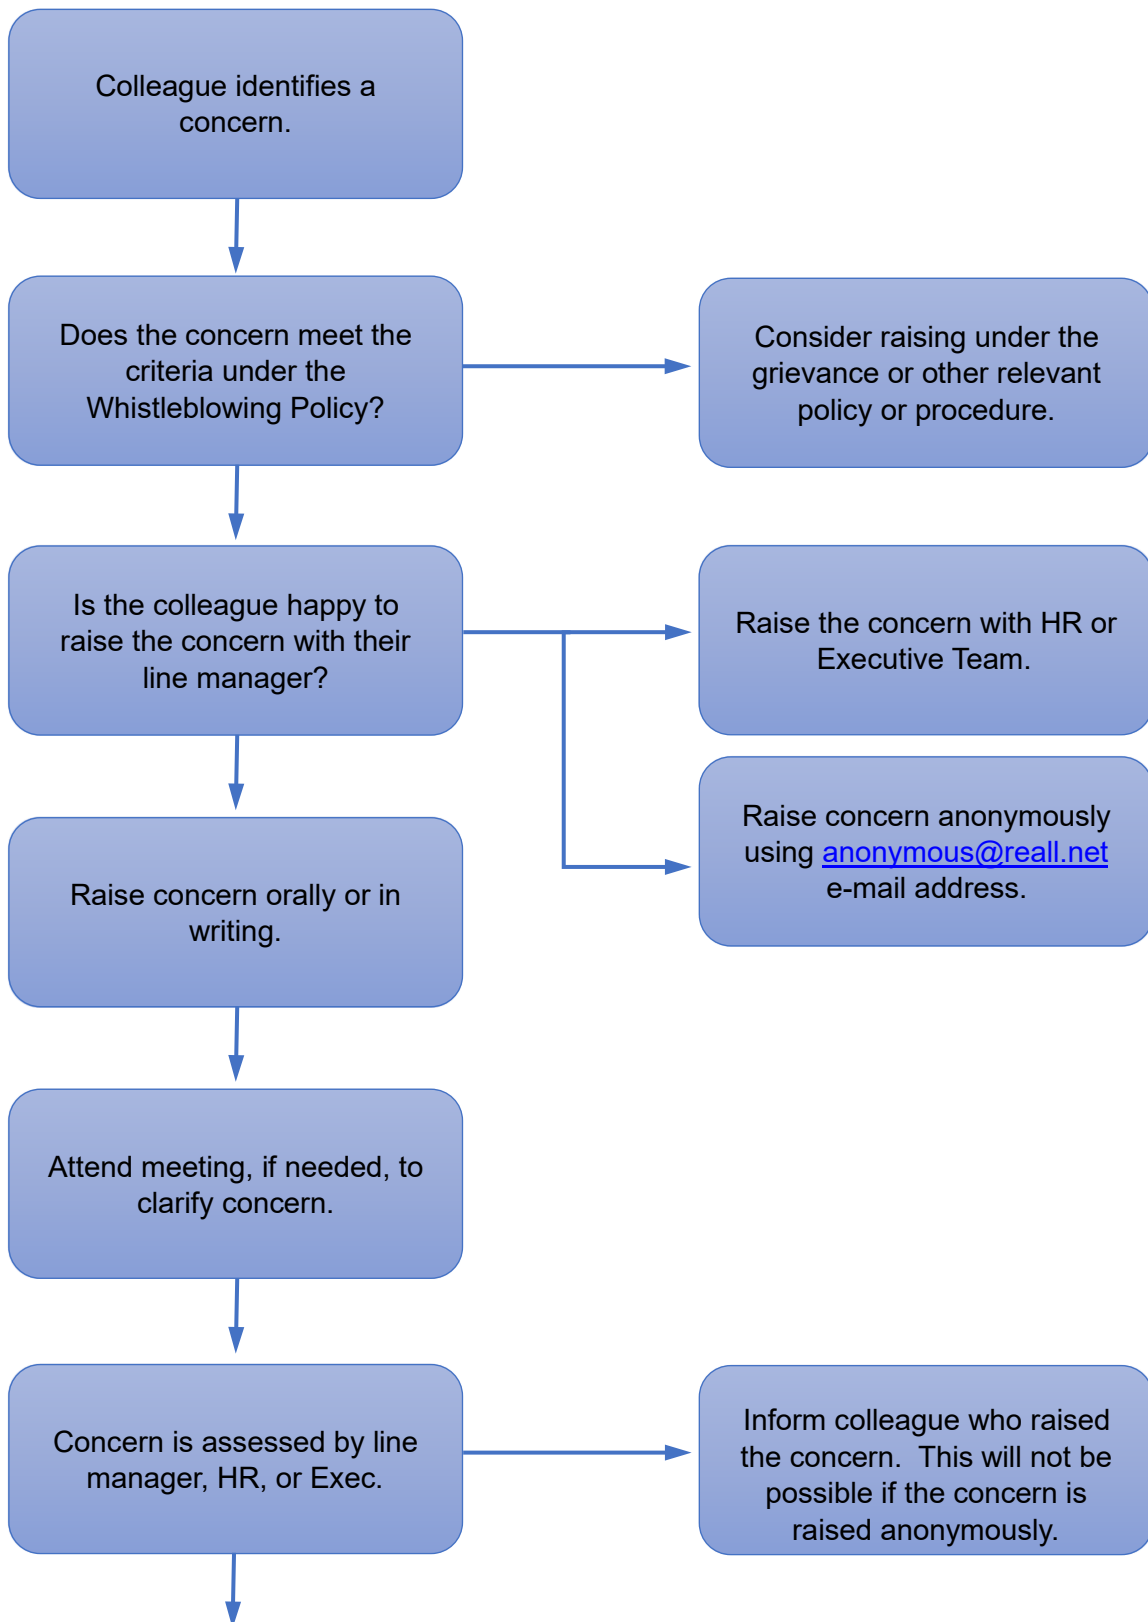 Colleague identifies a
concern.
Does the concern meet the
criteria under the
Whistleblowing Policy?
Consider raising under the
grievance or other relevant
policy or procedure.
Is the colleague happy to
raise the concern with their
line manager?
Raise the concern with HR or
Executive Team.
Raise concern anonymously
using anonymous@reall.net
e-mail address.
Raise concern orally or in
writing.
Attend meeting, if needed, to
clarify concern.
Concern is assessed by line
manager, HR, or Exec.
Inform colleague who raised
the concern.  This will not be
possible if the concern is
raised anonymously.